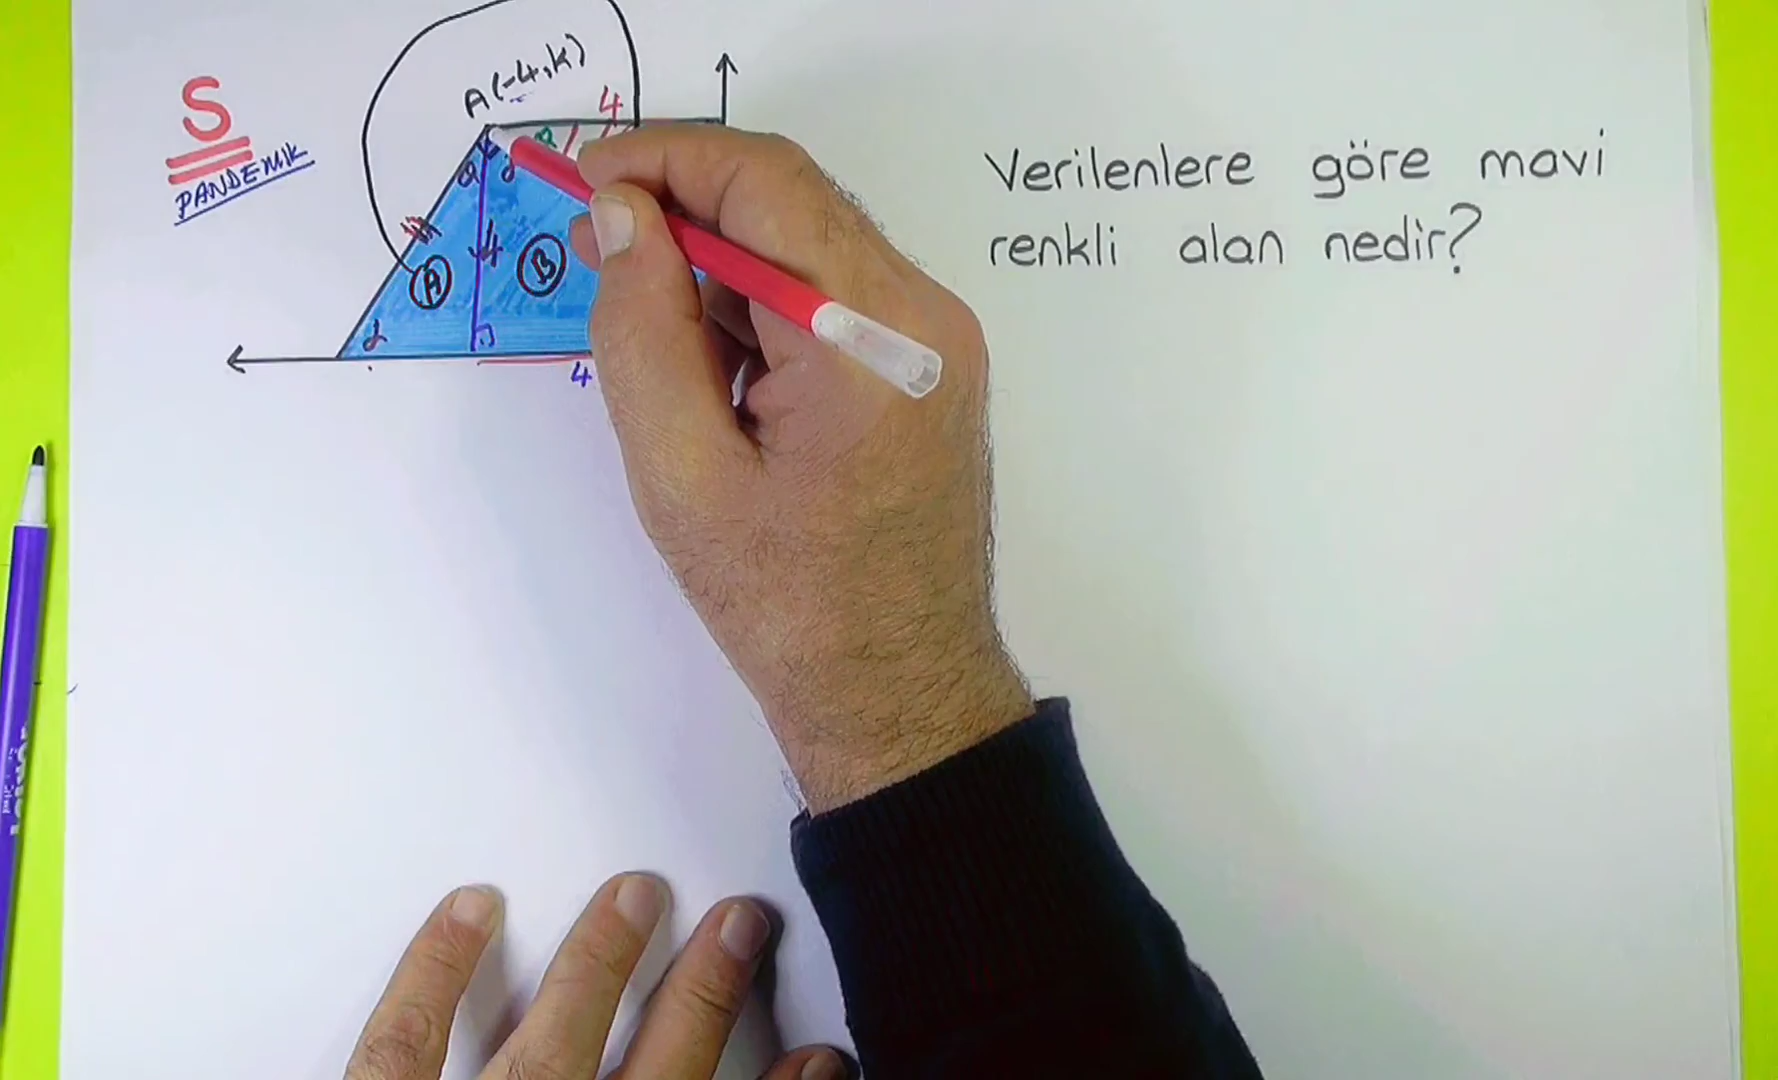 S
PANDEMİK
A(-4,k)
4
4
A
B
α
4
Verilenlere göre mavi
renkli alan nedir?